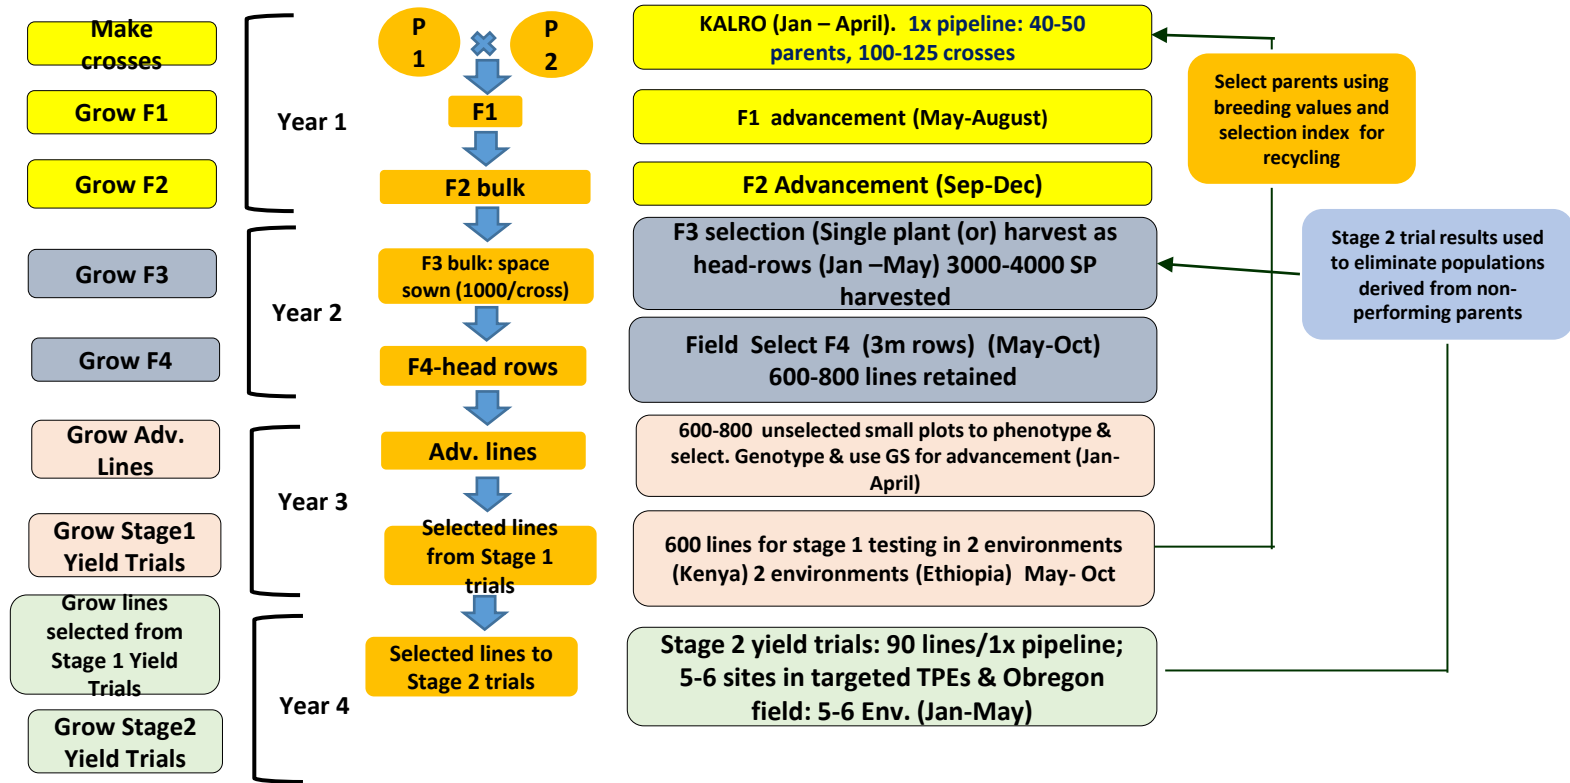 Make
crosses
Grow F1
Grow F2
Grow F3
Grow F4
Grow Adv.
Lines
Grow Stage1
Yield Trials
Grow lines
selected from
Stage 1 Yield
Trials
Grow Stage2
Yield Trials
Year 1
Year 2
Year 3
Year 4
P
1
P
2
F1
F2 bulk
F3 bulk: space
sown (1000/cross)
F4-head rows
Adv. lines
Selected lines
from Stage 1
trials
Selected lines to
Stage 2 trials
KALRO (Jan – April). 1x pipeline: 40-50
parents, 100-125 crosses
F1 advancement (May-August)
F2 Advancement (Sep-Dec)
F3 selection (Single plant (or) harvest as
head-rows (Jan –May) 3000-4000 SP
harvested
Field Select F4 (3m rows) (May-Oct)
600-800 lines retained
600-800 unselected small plots to phenotype &
select. Genotype & use GS for advancement (Jan-
April)
600 lines for stage 1 testing in 2 environments
(Kenya) 2 environments (Ethiopia) May- Oct
Stage 2 yield trials: 90 lines/1x pipeline;
5-6 sites in targeted TPEs & Obregon
field: 5-6 Env. (Jan-May)
Select parents using
breeding values and
selection index for
recycling
Stage 2 trial results used
to eliminate populations
derived from non-
performing parents